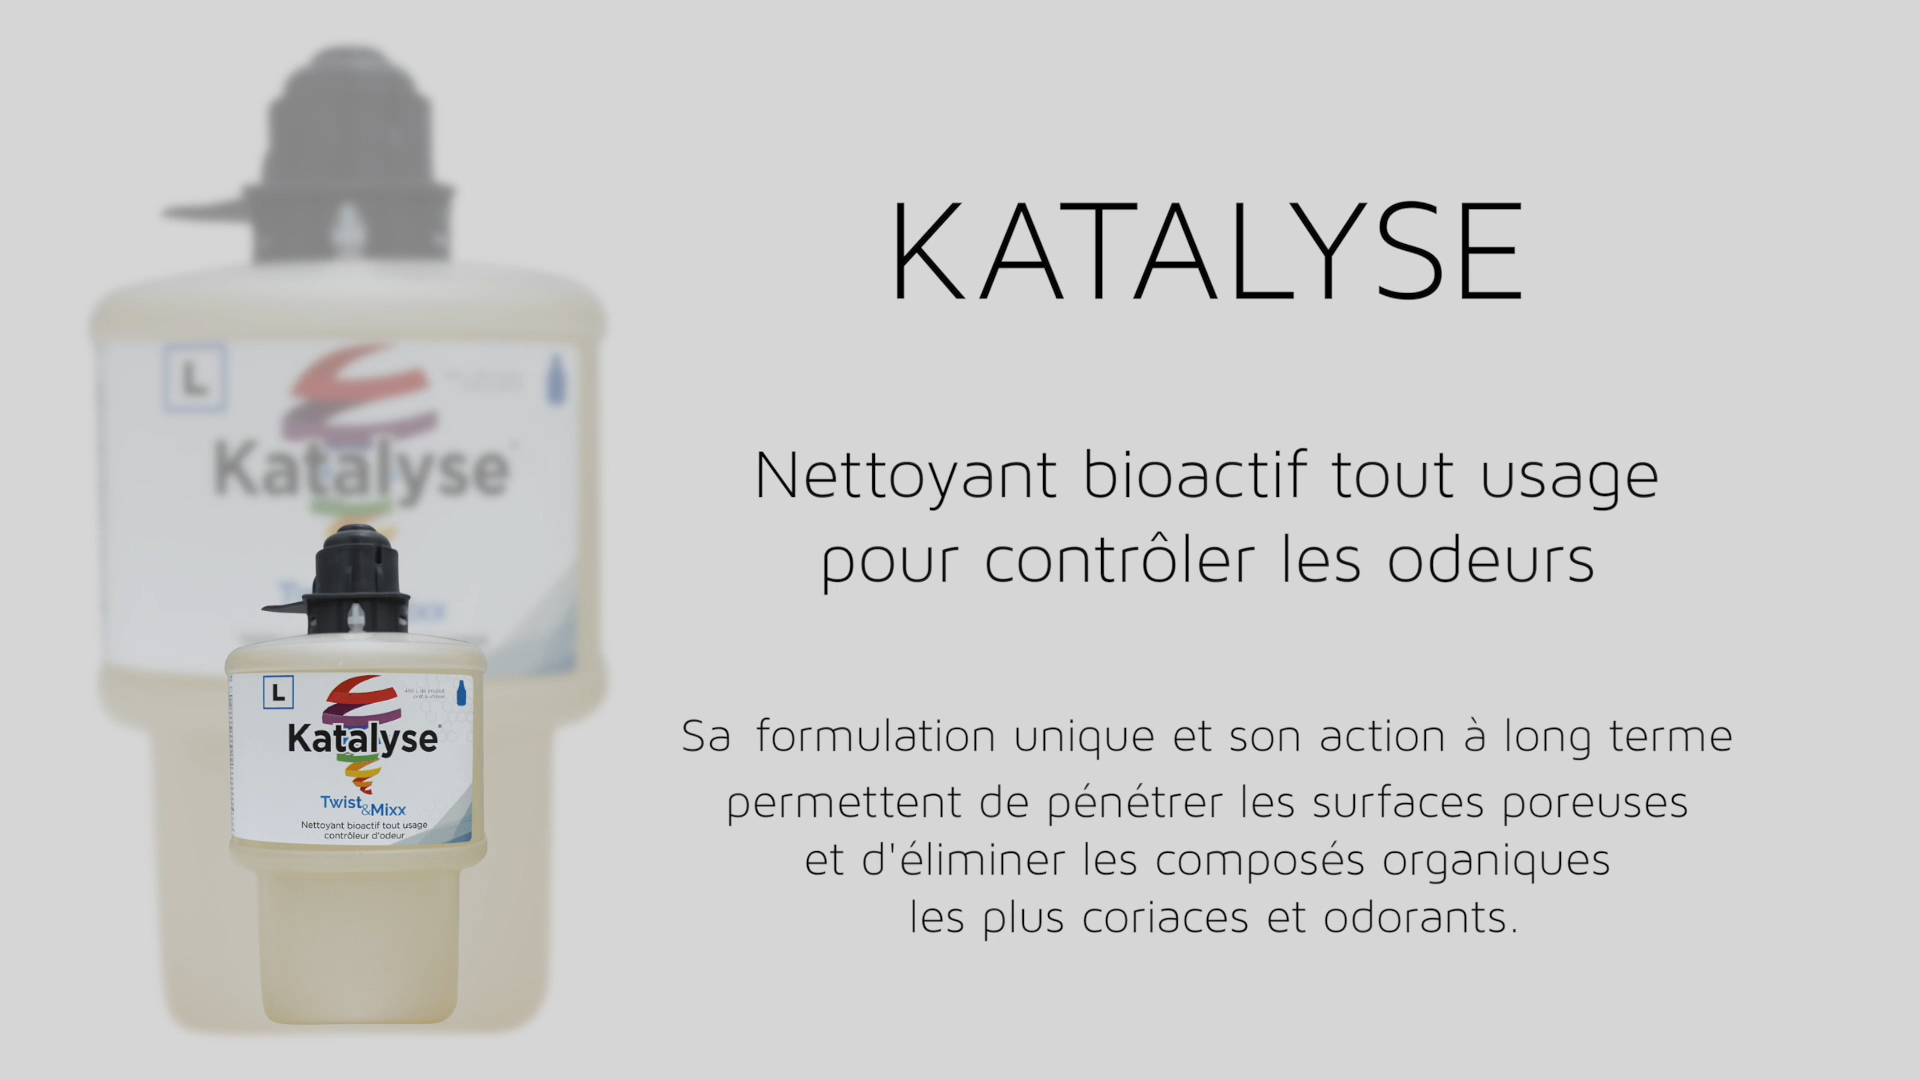 KATALYSE
Nettoyant bioactif tout usage
pour contrôler les odeurs
Sa formulation unique et son action à long terme
permettent de pénétrer les surfaces poreuses
et d'éliminer les composés organiques
les plus coriaces et odorants.
L
Katalyse
L
Katalyse
Twist
&Mixx
Nettoyant bioactif tout usage
contrôleur d'odeur